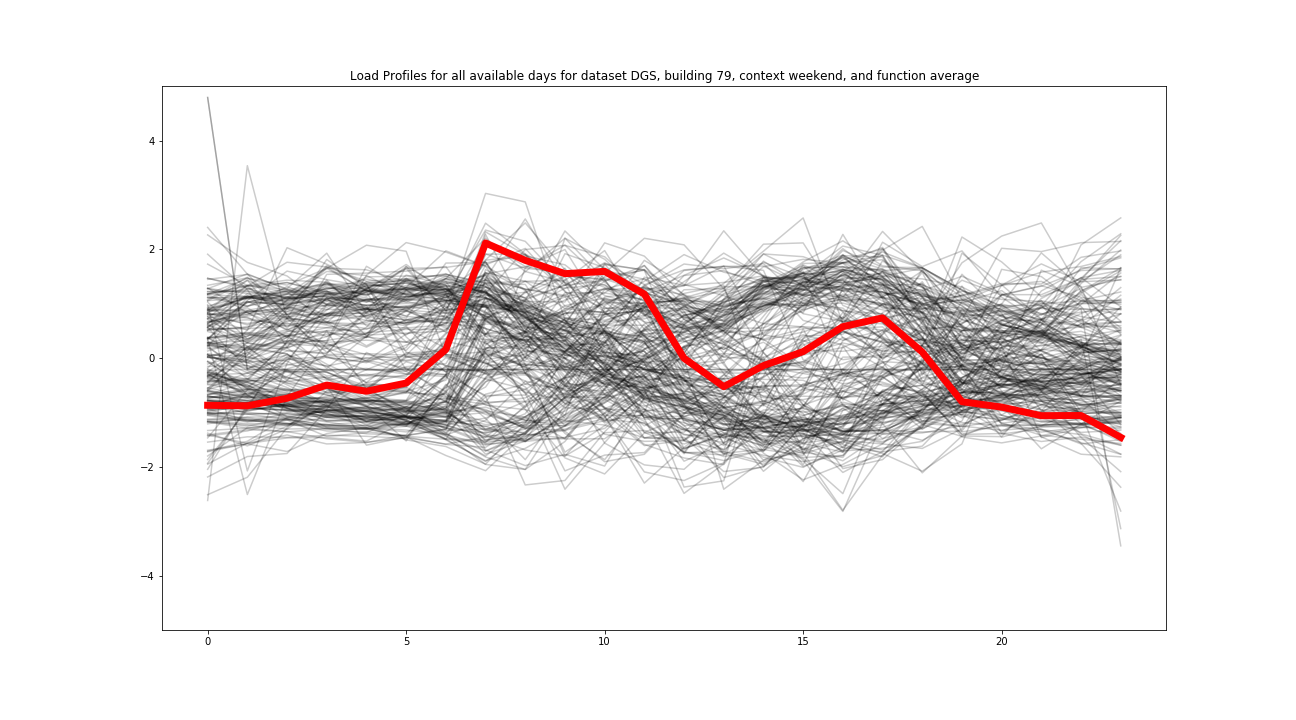 Load Profiles for all available days for dataset DGS, building 79, context weekend, and function average
4
2
0
−2
−4
0 5 10 15 20